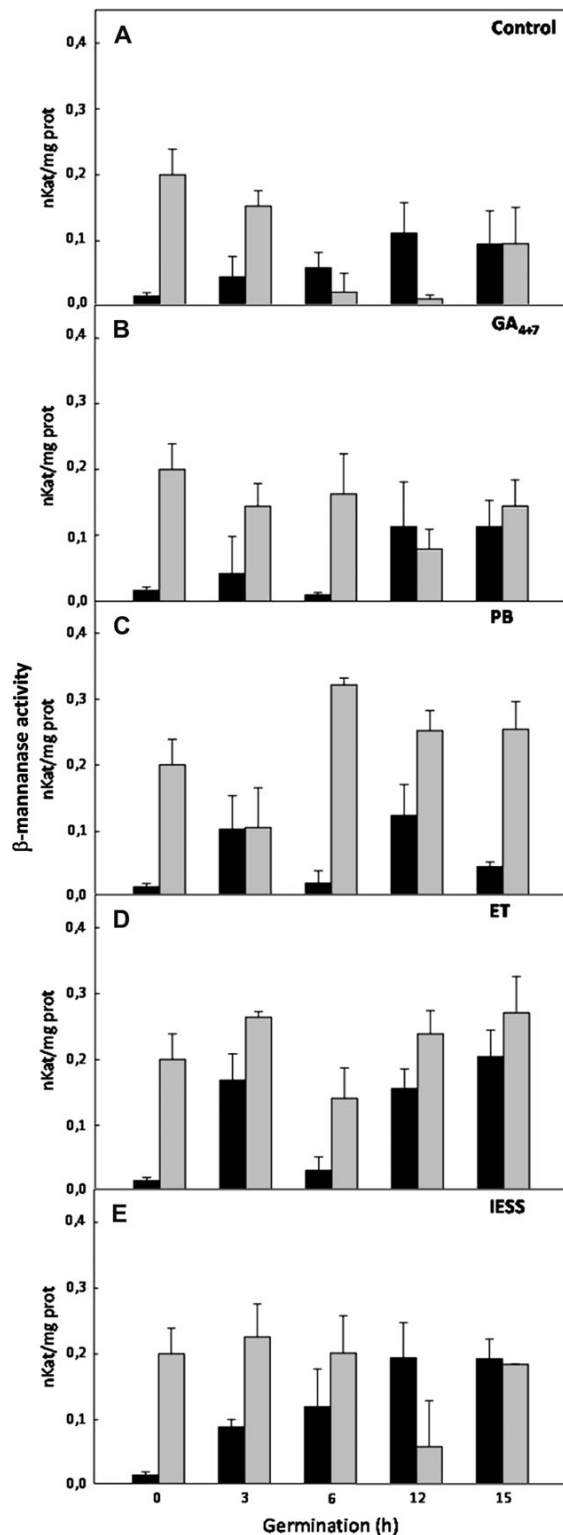 A
Control
0,4
0,3
0,2
0,1
0,0
nKat/mg prot
B
GA4+7
0,4
0,3
0,2
0,1
0,0
nKat/mg prot
C
PB
0,4
0,3
0,2
0,1
0,0
β-mannanase activity
nKat/mg prot
D
ET
0,4
0,3
0,2
0,1
0,0
nKat/mg prot
E
IESS
0,4
0,3
0,2
0,1
0,0
nKat/mg prot
0 3 6 12 15
Germination (h)